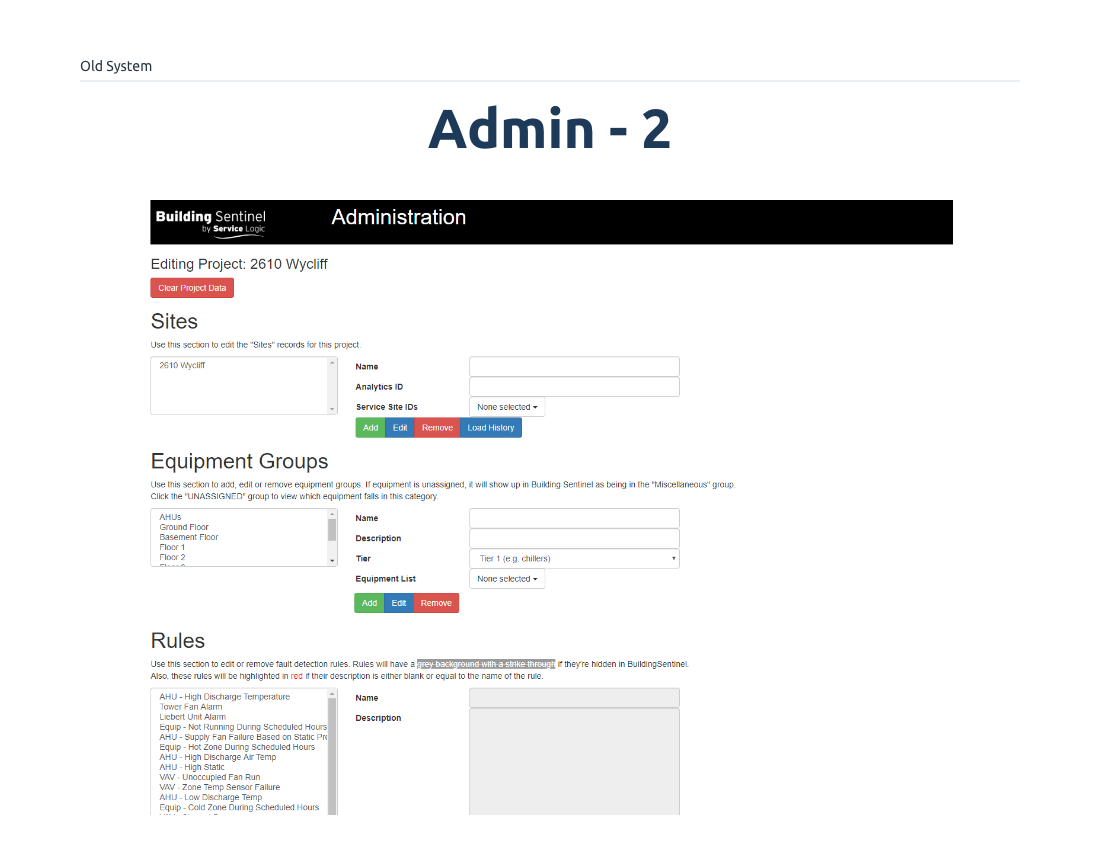 Old System
Admin - 2
Building Sentinel
by Service Logic
Administration
Editing Project: 2610 Wycliff
Clear Project Data
Sites
Use this section to edit the "Sites" records for this project.
2610 Wycliff
Name
Analytics ID
Service Site IDs
None selected
Add Edit Remove Load History
Equipment Groups
Use this section to add, edit or remove equipment groups. If equipment is unassigned, it will show up in Building Sentinel as being in the "Miscellaneous" group.
Click the "UNASSIGNED" group to view which equipment falls in this category.
AHUs
Ground Floor
Basement Floor
Floor 1
Floor 2
Name
Description
Tier
Tier 1 (e.g. chillers)
Equipment List
None selected
Add Edit Remove
Rules
Use this section to edit or remove fault detection rules. Rules will have a grey background with a strike through if they're hidden in BuildingSentinel.
Also, these rules will be highlighted in red if their description is either blank or equal to the name of the rule.
AHU - High Discharge Temperature
Tower Fan Alarm
Liebert Unit Alarm
Equip - Not Running During Scheduled Hours
AHU - Supply Fan Failure Based on Static Pre
Equip - Hot Zone During Scheduled Hours
AHU - High Discharge Air Temp
AHU - High Static
VAV - Unoccupied Fan Run
VAV - Zone Temp Sensor Failure
AHU - Low Discharge Temp
Equip - Cold Zone During Scheduled Hours
Name
Description